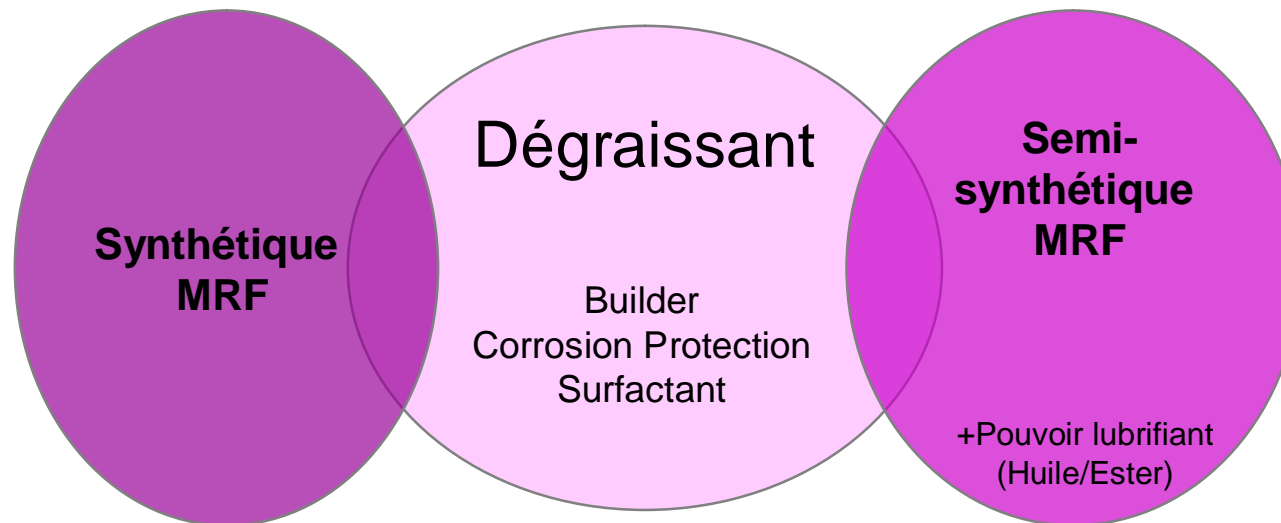 Synthétique
MRF
Dégraissant
Builder
Corrosion Protection
Surfactant
Semi-
synthétique
MRF
+Pouvoir lubrifiant
(Huile/Ester)